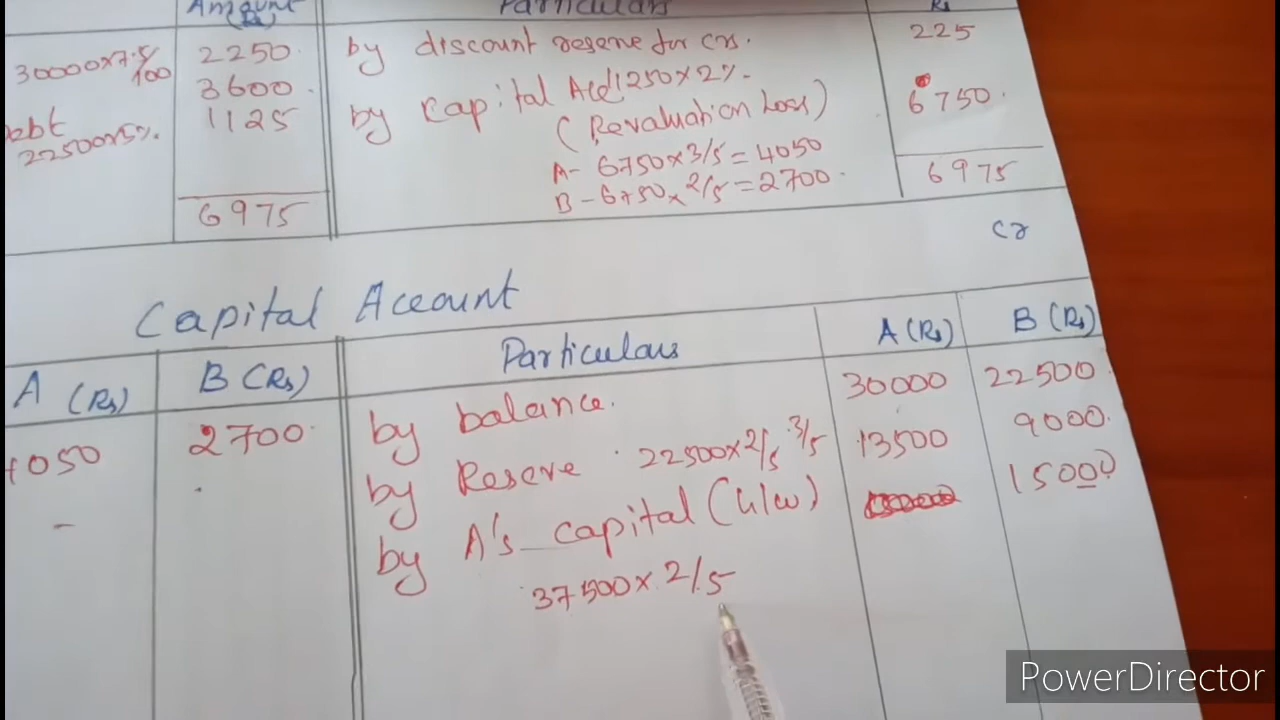 Amount Particulars Rs
(Rs)
30000x7.5/100 2250 by discount reserve for crs. 225
3600 by Capital A/c 11250x2%.
ebt 1125 (Revaluation Loss) 6750
22500x5%. A- 6750x3/5=4050
6975 B-6750x2/5=2700 6975
cr
Capital Account
A (Rs) B (Rs) Particulars A (Rs) B (Rs)
4050 2700 by balance. 30000 22500
- by Reserve 22500x2/5 3/5 13500 9000
by A's capital (G/w) 15000
37500x2/5
PowerDirector